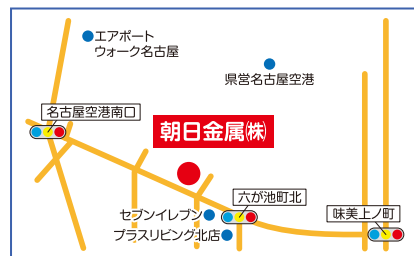 エアポート
ウォーク名古屋
県営名古屋空港
名古屋空港南口
朝日金属㈱
六が池町北
セブンイレブン
味美上ノ町
プラスリビング北店